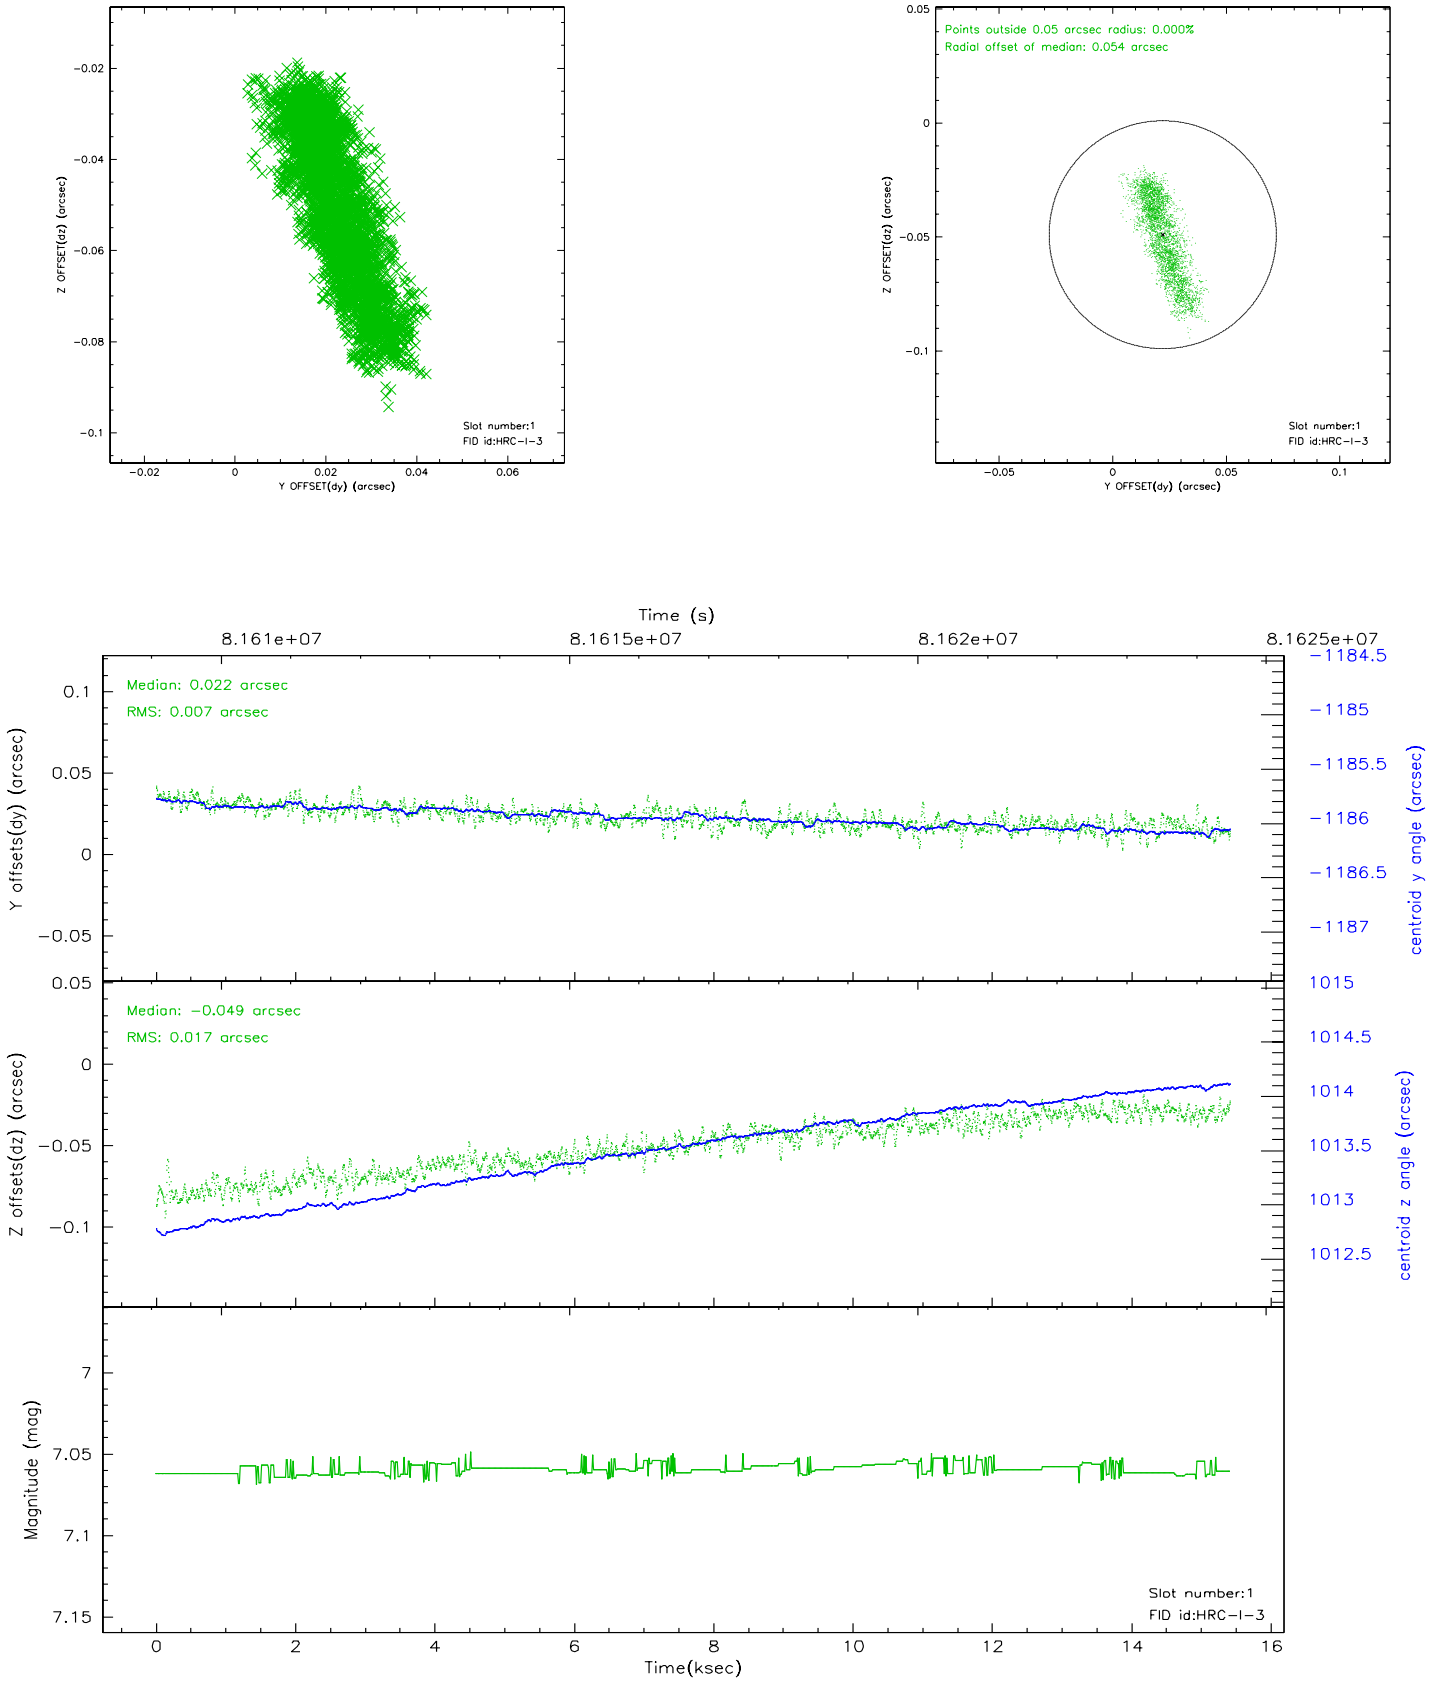 -0.02
-0.04
-0.06
-0.08
-0.1
Z OFFSET(dz) (arcsec)
Slot number:1
FID id:HRC-I-3
-0.02 0 0.02 0.04 0.06
Y OFFSET(dy) (arcsec)
0.05
Points outside 0.05 arcsec radius: 0.000%
Radial offset of median: 0.054 arcsec
0
-0.05
-0.1
Z OFFSET(dz) (arcsec)
Slot number:1
FID id:HRC-I-3
-0.05 0 0.05 0.1
Y OFFSET(dy) (arcsec)
Time (s)
8.161e+07 8.1615e+07 8.162e+07 8.1625e+07
Median: 0.022 arcsec
RMS: 0.007 arcsec
0.1
0.05
0
-0.05
Y offsets(dy) (arcsec)
-1184.5
-1185
-1185.5
-1186
-1186.5
-1187
centroid y angle (arcsec)
Median: -0.049 arcsec
RMS: 0.017 arcsec
0.05
0
-0.05
-0.1
Z offsets(dz) (arcsec)
1015
1014.5
1014
1013.5
1013
1012.5
centroid z angle (arcsec)
7
7.05
7.1
7.15
Magnitude (mag)
Slot number:1
FID id:HRC-I-3
0 2 4 6 8 10 12 14 16
Time(ksec)